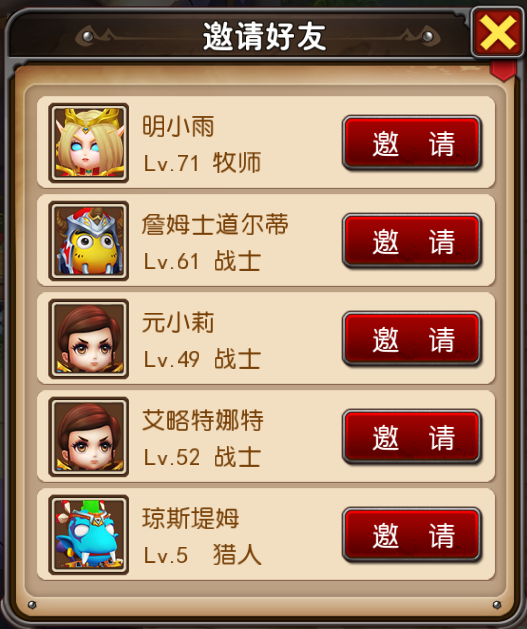 邀请好友
明小雨
Lv.71 牧师
邀 请
詹姆士道尔蒂
Lv.61 战士
邀 请
元小莉
Lv.49 战士
邀 请
艾略特娜特
Lv.52 战士
邀 请
琼斯堤姆
Lv.5 猎人
邀 请